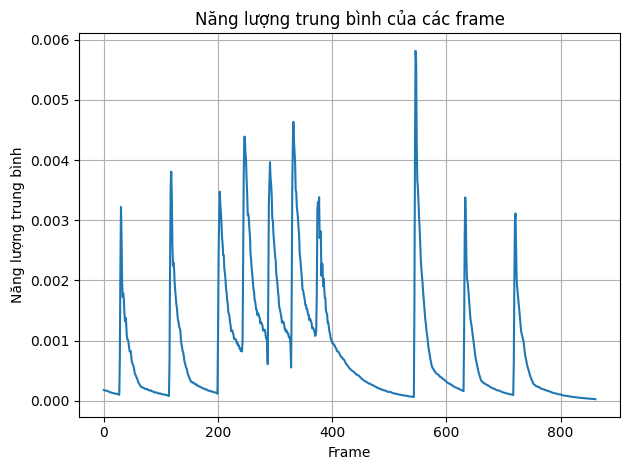 Năng lượng trung bình của các frame
Năng lượng trung bình
0.006
0.005
0.004
0.003
0.002
0.001
0.000
0 200 400 600 800
Frame